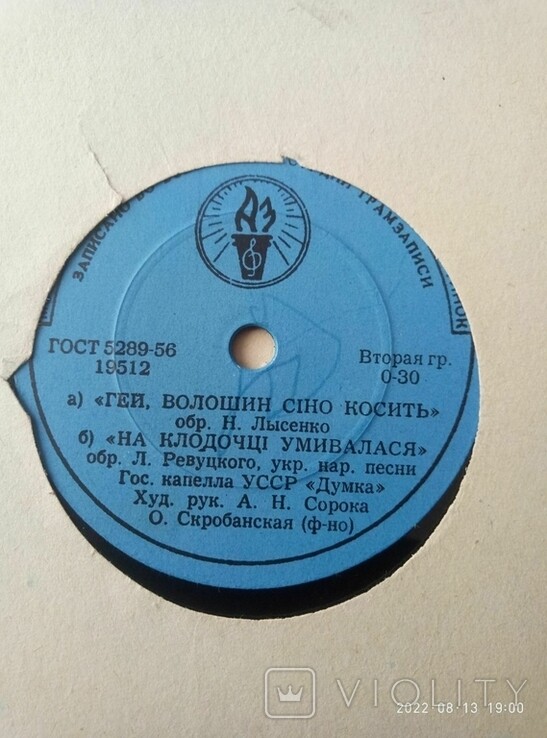 ЗАПИСАНО
ГРАМЗАПИСИ
АЗ
ГОСТ 5289-56
19512
Вторая гр.
0-30
а) «ГЕЙ, ВОЛОШИН СІНО КОСИТЬ»
обр. Н. Лысенко
б) «НА КЛОДОЧЦІ УМИВАЛАСЯ»
обр. Л. Ревуцкого, укр. нар. песни
Гос. капелла УССР «Думка»
Худ. рук. А. Н. Сорока
О. Скробанская (ф-но)
VIOLITY
2022-08-13 19:00